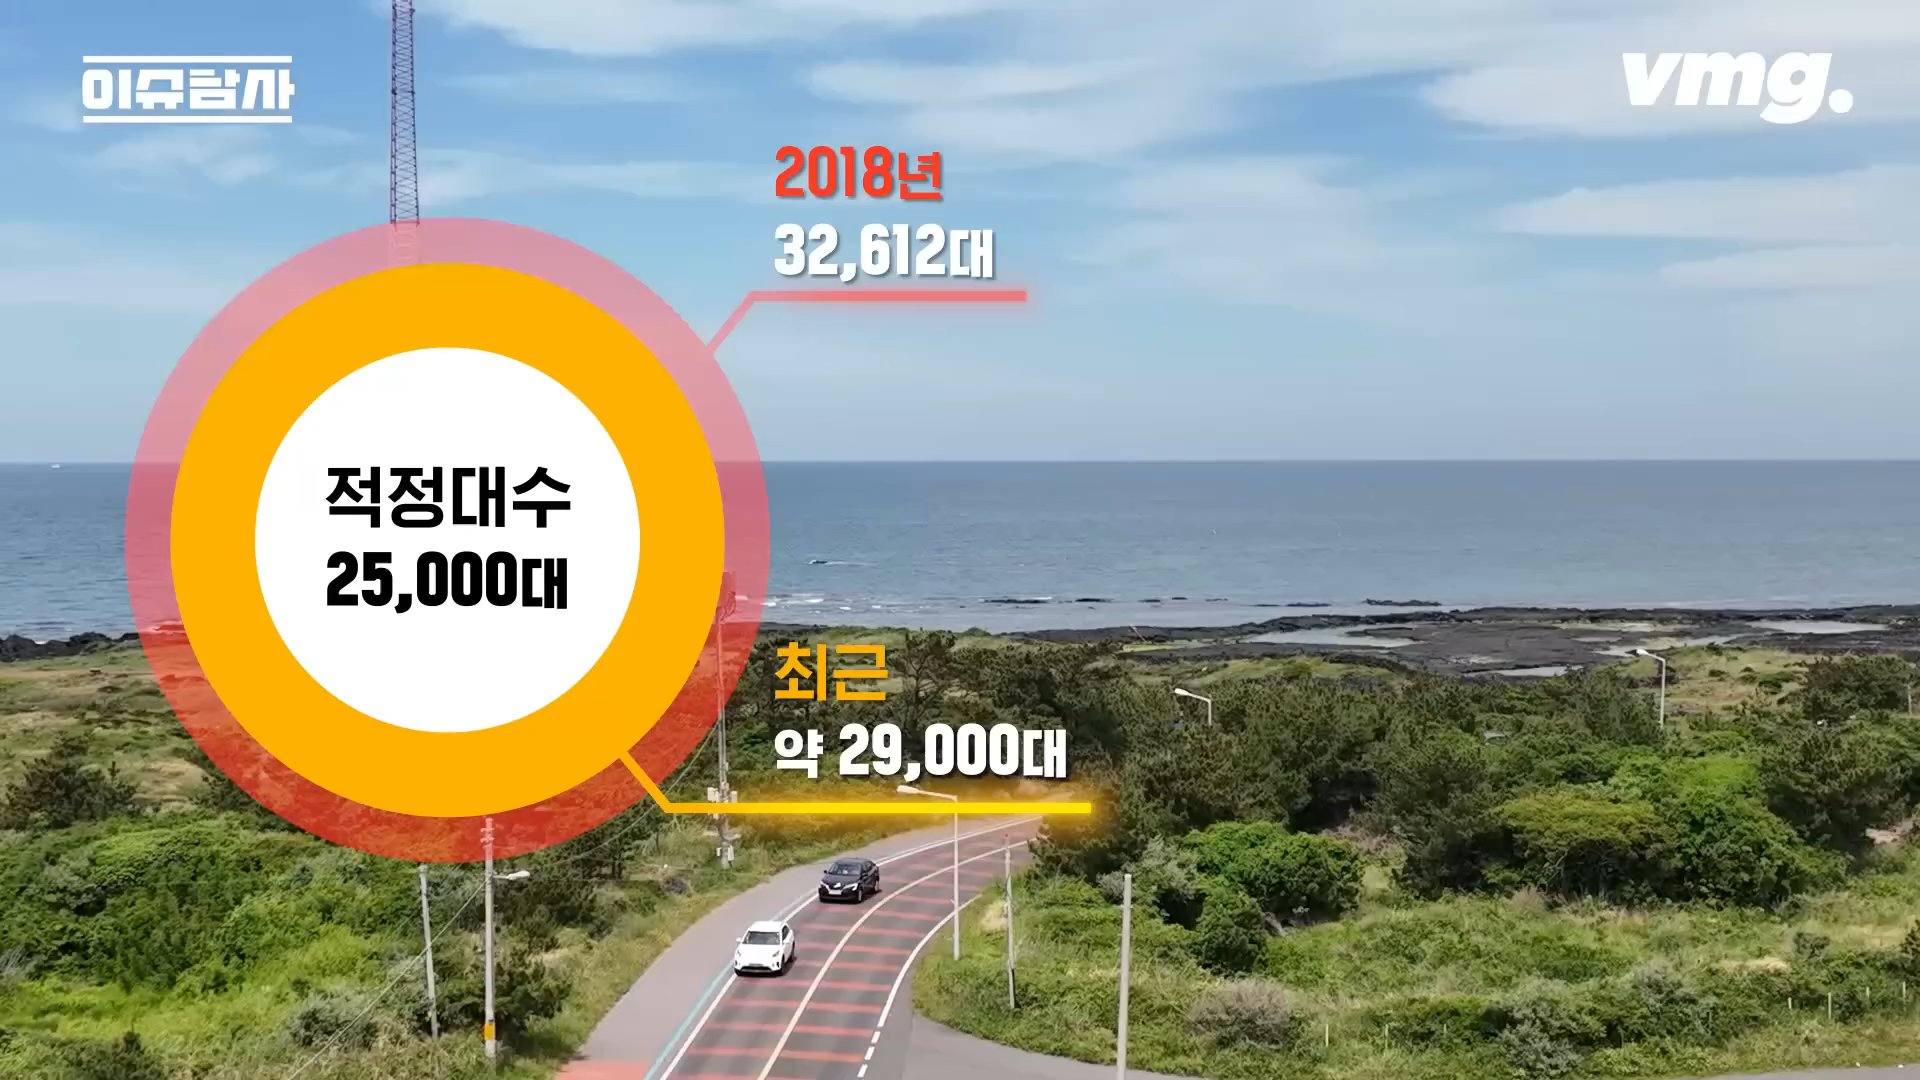 이슈탐사
vmg.
2018년
32,612대
적정대수
25,000대
최근
약 29,000대